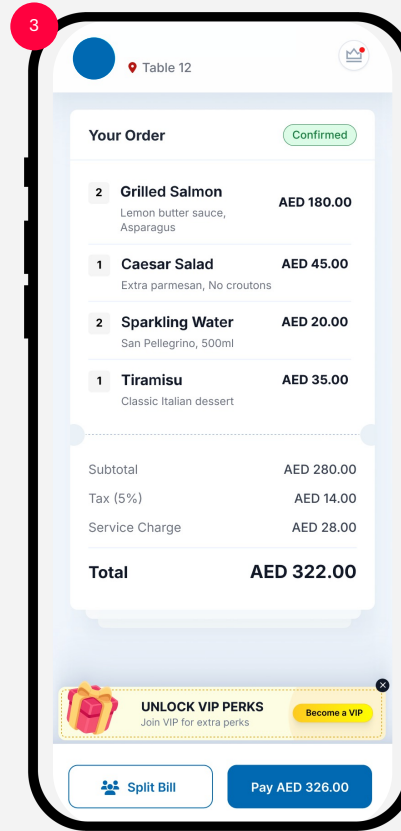 3
Table 12
Your Order
Confirmed
2 Grilled Salmon AED 180.00
Lemon butter sauce,
Asparagus
1 Caesar Salad AED 45.00
Extra parmesan, No croutons
2 Sparkling Water AED 20.00
San Pellegrino, 500ml
1 Tiramisu AED 35.00
Classic Italian dessert
Subtotal AED 280.00
Tax (5%) AED 14.00
Service Charge AED 28.00
Total AED 322.00
UNLOCK VIP PERKS
Join VIP for extra perks
Become a VIP
Split Bill
Pay AED 326.00